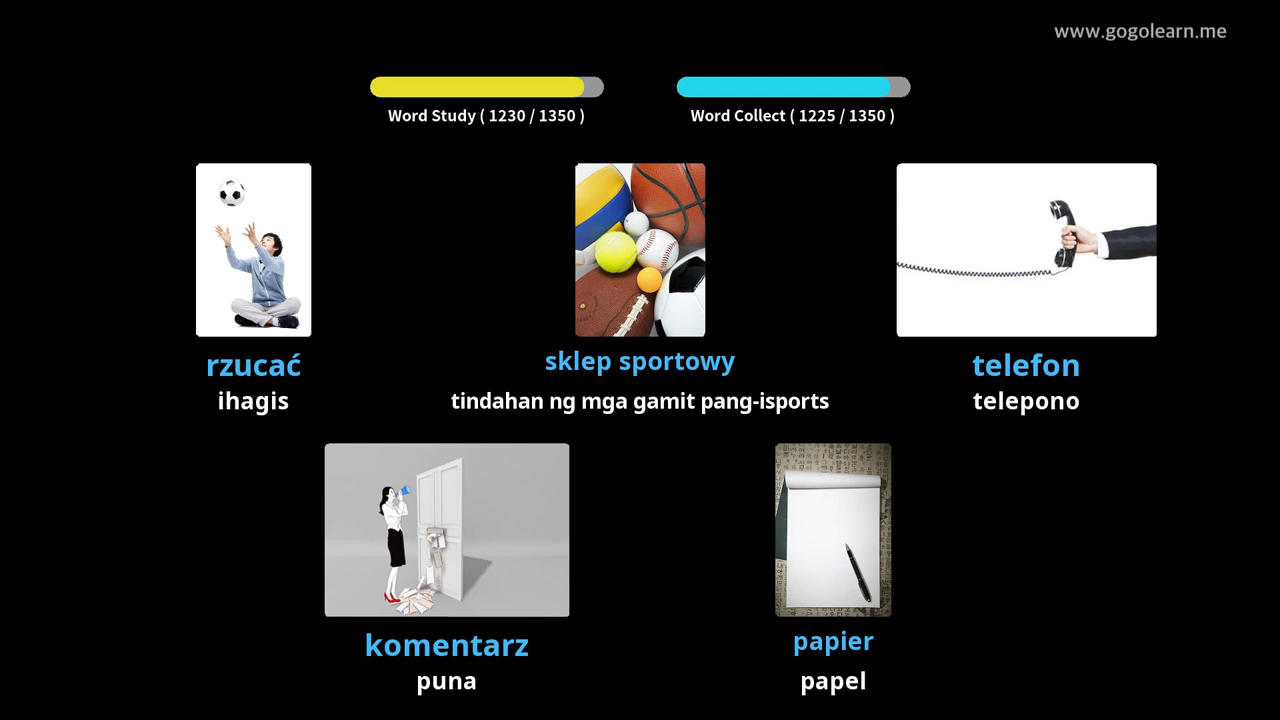 www.gogolearn.me
Word Study ( 1230 / 1350 )
Word Collect ( 1225 / 1350 )
rzucać
ihagis
sklep sportowy
tindahan ng mga gamit pang-isports
telefon
telepono
komentarz
puna
papier
papel